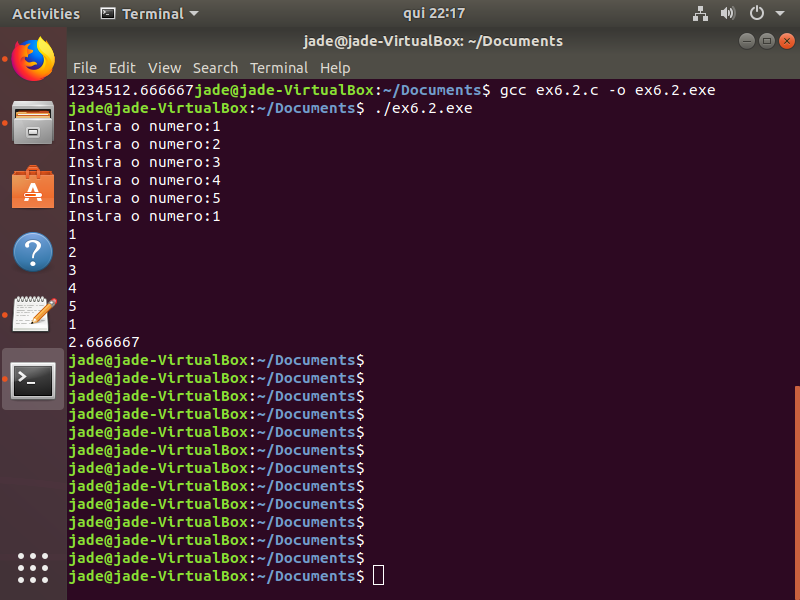 Activities Terminal qui 22:17
jade@jade-VirtualBox: ~/Documents
File Edit View Search Terminal Help
1234512.666667jade@jade-VirtualBox:~/Documents$ gcc ex6.2.c -o ex6.2.exe
jade@jade-VirtualBox:~/Documents$ ./ex6.2.exe
Insira o numero:1
Insira o numero:2
Insira o numero:3
Insira o numero:4
Insira o numero:5
Insira o numero:1
1
2
3
4
5
1
2.666667
jade@jade-VirtualBox:~/Documents$
jade@jade-VirtualBox:~/Documents$
jade@jade-VirtualBox:~/Documents$
jade@jade-VirtualBox:~/Documents$
jade@jade-VirtualBox:~/Documents$
jade@jade-VirtualBox:~/Documents$
jade@jade-VirtualBox:~/Documents$
jade@jade-VirtualBox:~/Documents$
jade@jade-VirtualBox:~/Documents$
jade@jade-VirtualBox:~/Documents$
jade@jade-VirtualBox:~/Documents$
jade@jade-VirtualBox:~/Documents$
jade@jade-VirtualBox:~/Documents$